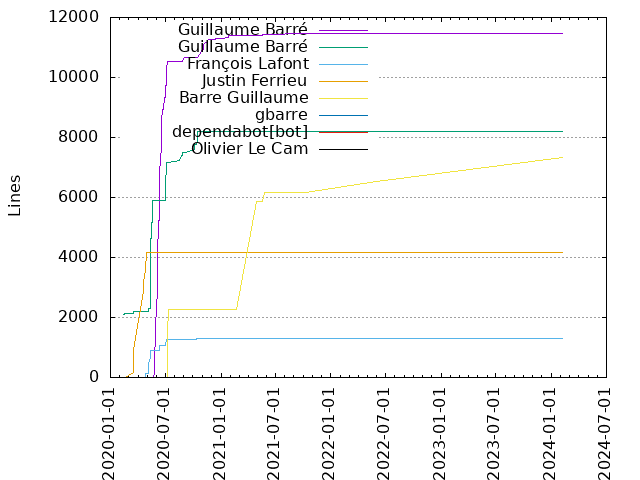 12000
10000
8000
6000
4000
2000
0
Lines
Guillaume Barré
Guillaume Barré
François Lafont
Justin Ferrieu
Barre Guillaume
gbarre
dependabot[bot]
Olivier Le Cam
2020-01-01
2020-07-01
2021-01-01
2021-07-01
2022-01-01
2022-07-01
2023-01-01
2023-07-01
2024-01-01
2024-07-01